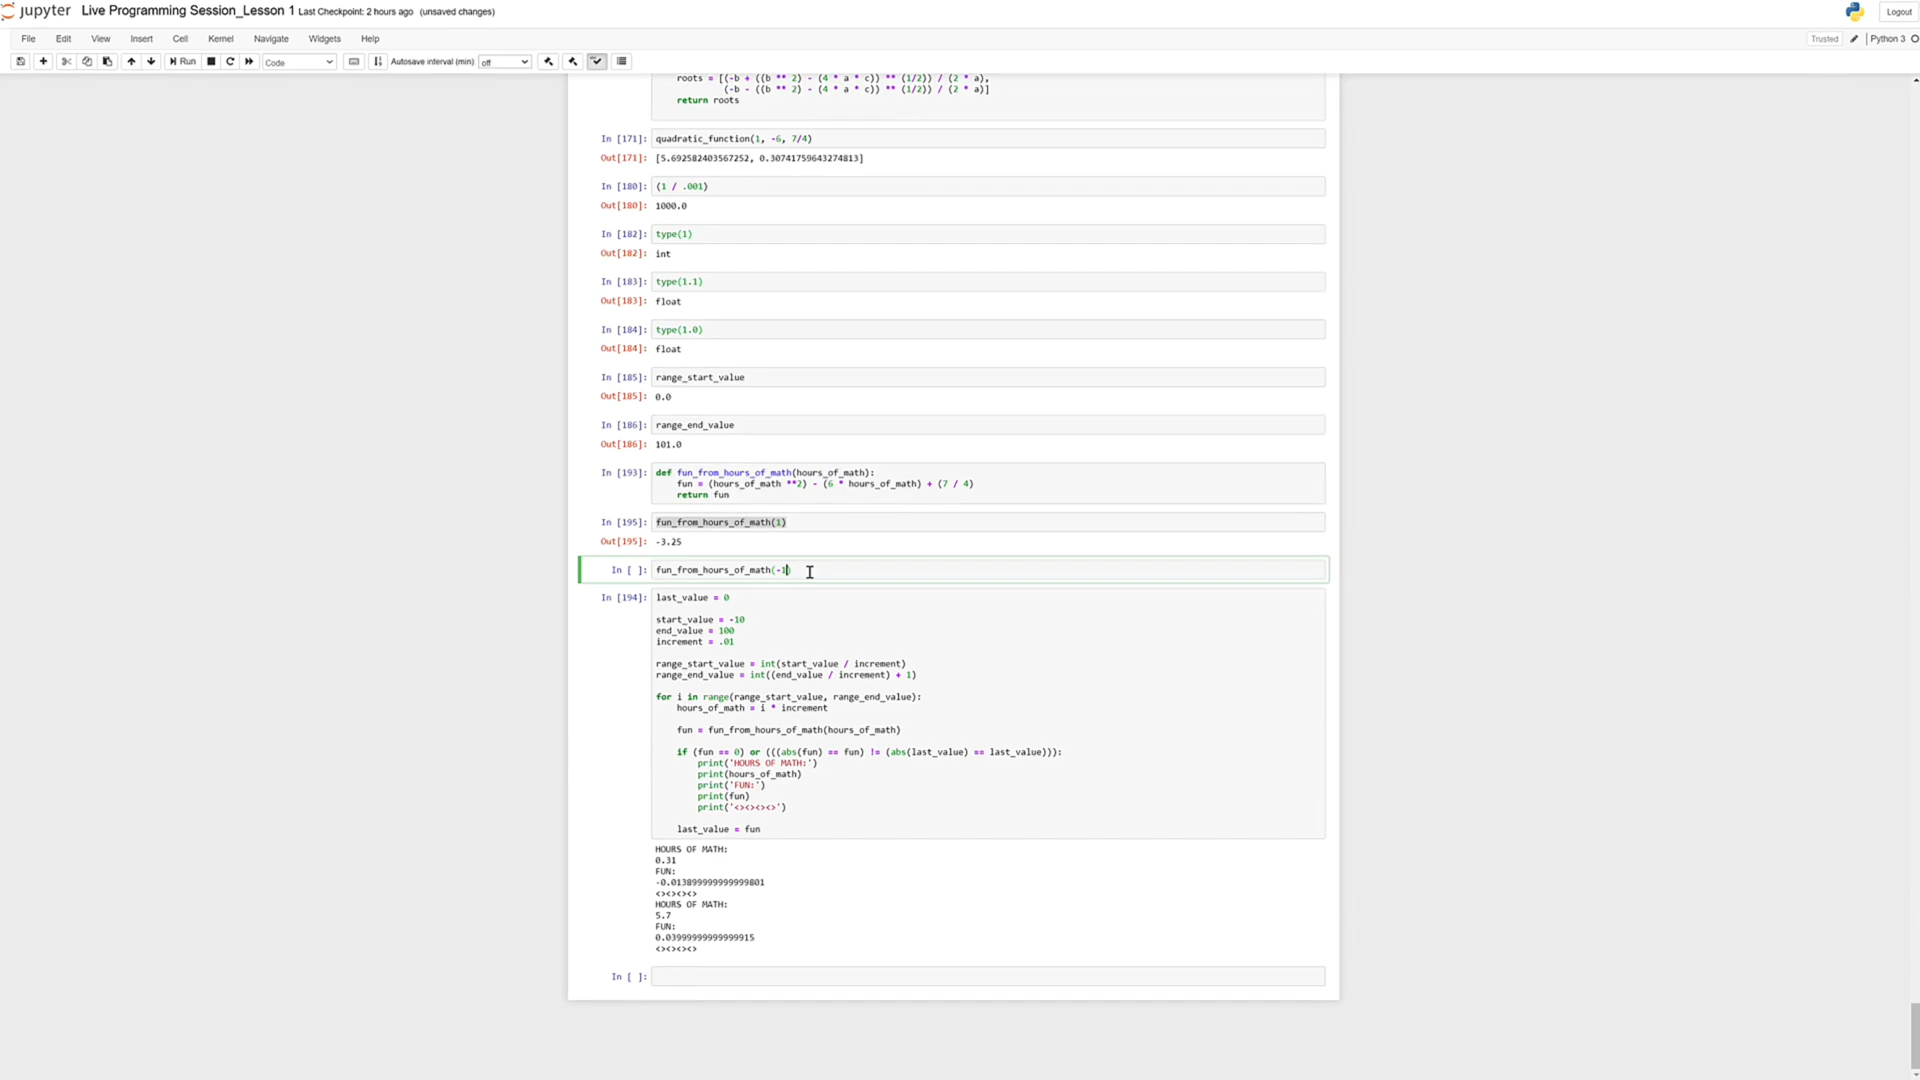 jupyter Live Programming Session_Lesson 1 Last Checkpoint: 2 hours ago (unsaved changes) Logout
File Edit View Insert Cell Kernel Navigate Widgets Help Trusted Python 3
Run Code Autosave interval (min) off
roots = [(-b + ((b ** 2) - (4 * a * c)) ** (1/2)) / (2 * a),
(-b - ((b ** 2) - (4 * a * c)) ** (1/2)) / (2 * a)]
return roots
In [171]: quadratic_function(1, -6, 7/4)
Out[171]: [5.692582403567252, 0.30741759643274813]
In [180]: (1 / .001)
Out[180]: 1000.0
In [182]: type(1)
Out[182]: int
In [183]: type(1.1)
Out[183]: float
In [184]: type(1.0)
Out[184]: float
In [185]: range_start_value
Out[185]: 0.0
In [186]: range_end_value
Out[186]: 101.0
In [193]: def fun_from_hours_of_math(hours_of_math):
fun = (hours_of_math **2) - (6 * hours_of_math) + (7 / 4)
return fun
In [195]: fun_from_hours_of_math(1)
Out[195]: -3.25
In [ ]: fun_from_hours_of_math(-1)
In [194]: last_value = 0
start_value = -10
end_value = 100
increment = .01
range_start_value = int(start_value / increment)
range_end_value = int((end_value / increment) + 1)
for i in range(range_start_value, range_end_value):
hours_of_math = i * increment
fun = fun_from_hours_of_math(hours_of_math)
if (fun == 0) or (((abs(fun) == fun) != (abs(last_value) == last_value))):
print('HOURS OF MATH:')
print(hours_of_math)
print('FUN:')
print(fun)
print('<><><><>')
last_value = fun
HOURS OF MATH:
0.31
FUN:
-0.013899999999999801
<><><><>
HOURS OF MATH:
5.7
FUN:
0.03999999999999915
<><><><>
In [ ]: